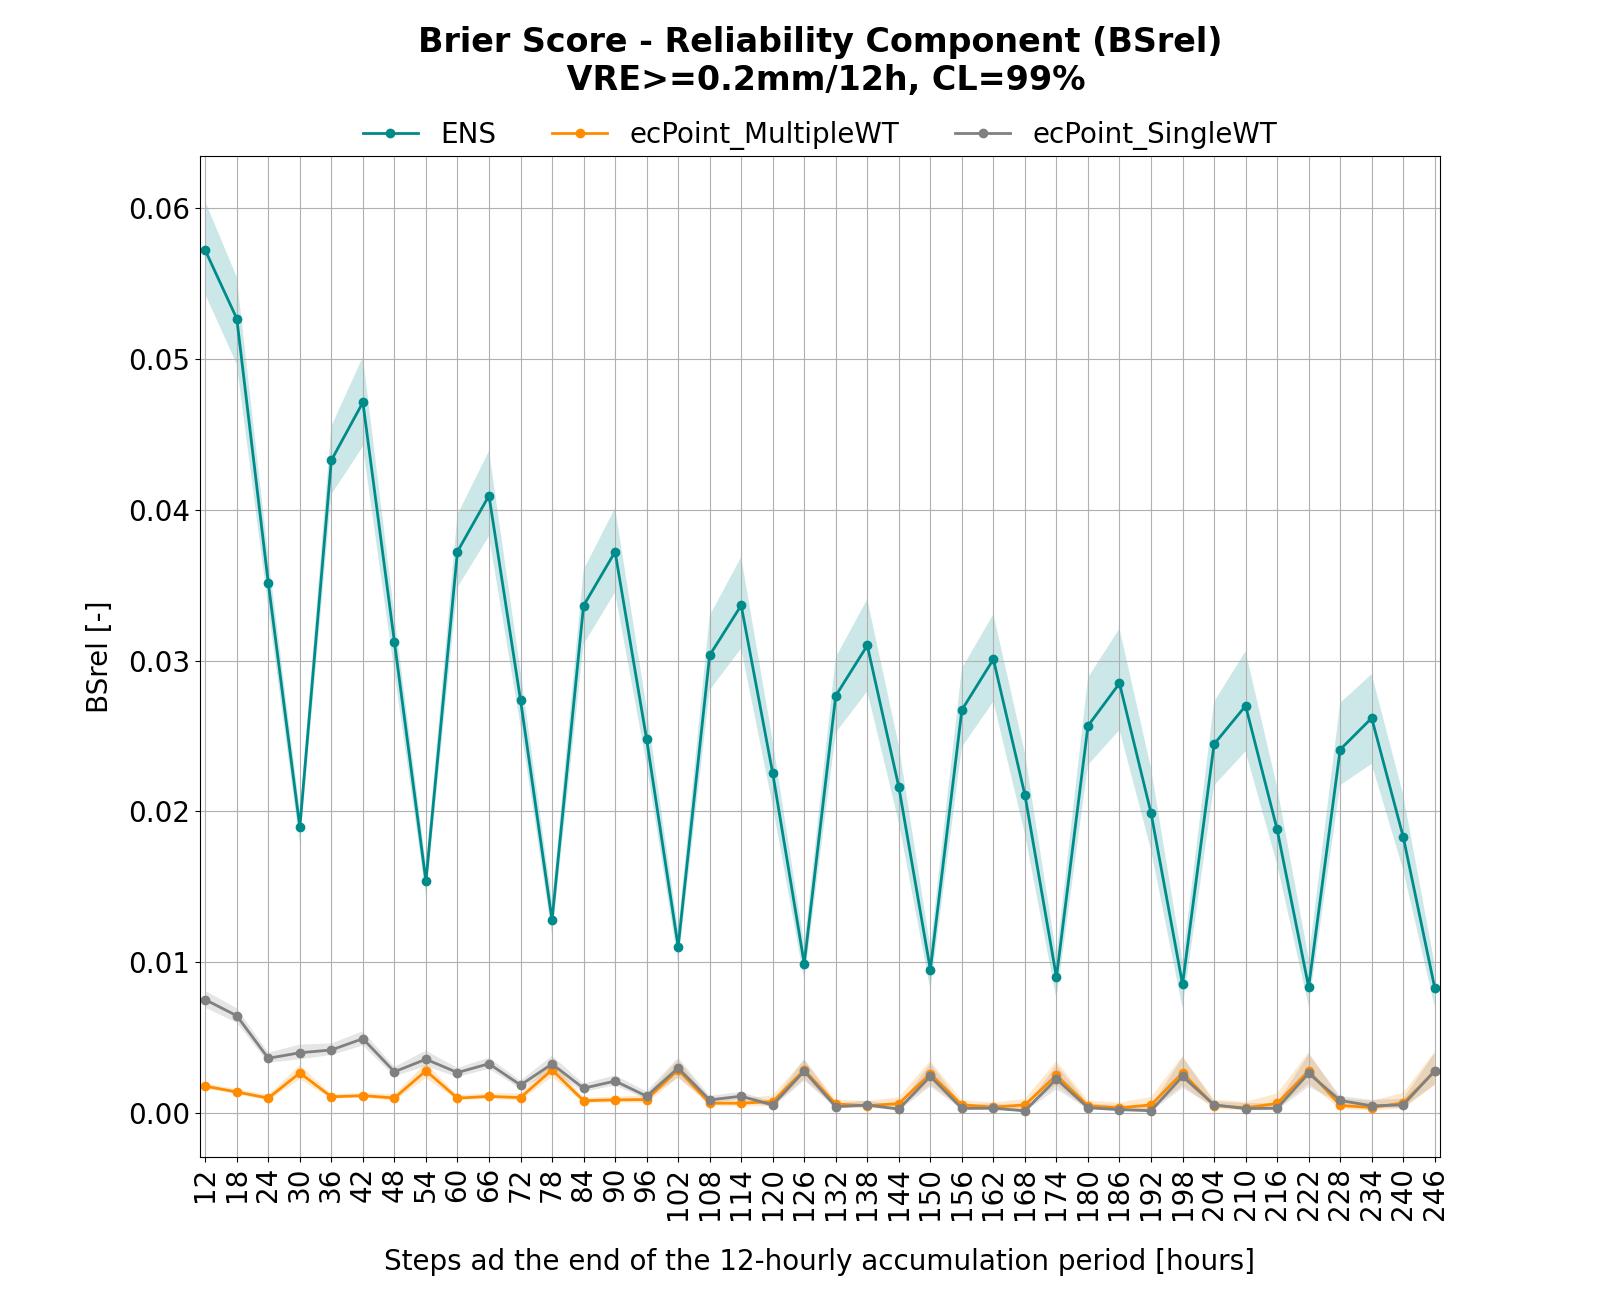 Brier Score - Reliability Component (BSrel)
VRE>=0.2mm/12h, CL=99%
ENS ecPoint_MultipleWT ecPoint_SingleWT
0.06
0.05
0.04
0.03
0.02
0.01
0.00
BSrel [-]
12 18 24 30 36 42 48 54 60 66 72 78 84 90 96 102 108 114 120 126 132 138 144 150 156 162 168 174 180 186 192 198 204 210 216 222 228 234 240 246
Steps ad the end of the 12-hourly accumulation period [hours]